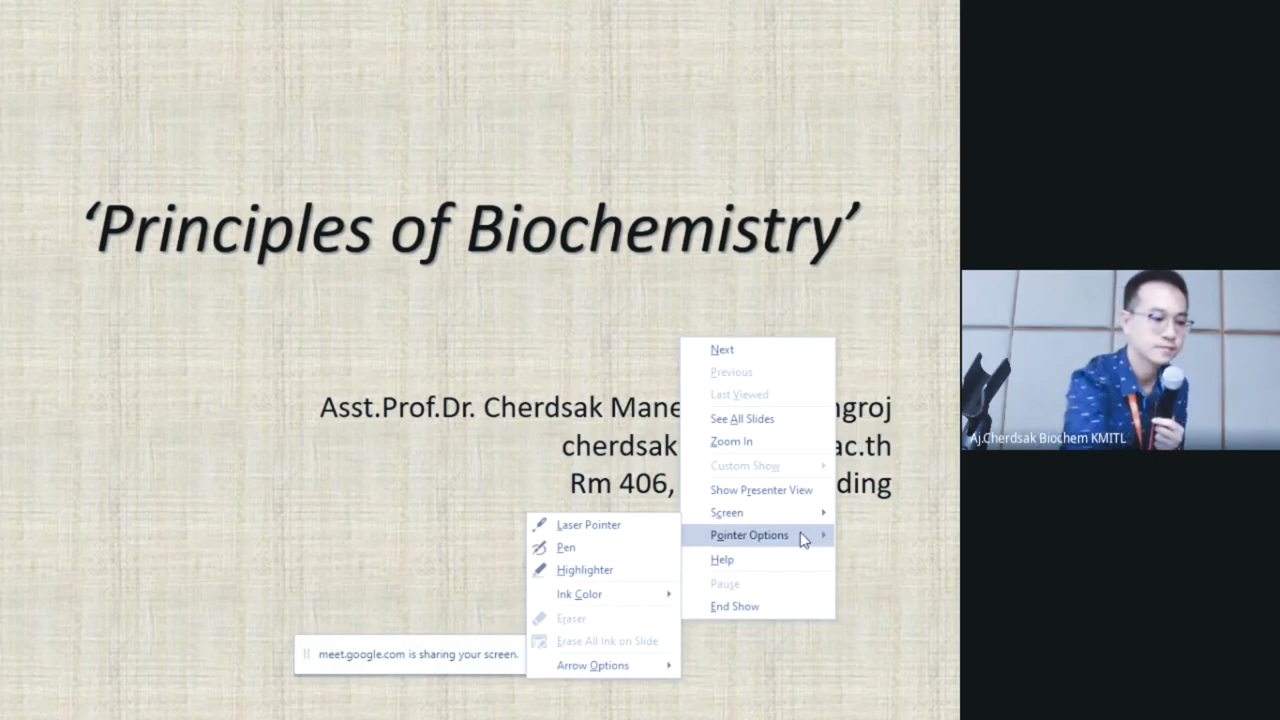 ‘Principles of Biochemistry’
Asst.Prof.Dr. Cherdsak
cherdsak ac.th
Rm 406,
Next
Previous
Last Viewed
See All Slides
Zoom In
Custom Show
Show Presenter View
Screen
Pointer Options
Help
Pause
End Show
Laser Pointer
Pen
Highlighter
Ink Color
Eraser
Erase All Ink on Slide
Arrow Options
meet.google.com is sharing your screen.
Aj.Cherdsak Biochem KMITL